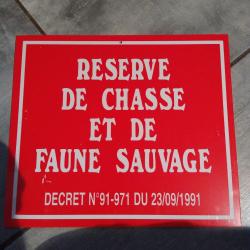 RESERVE
DE CHASSE
ET DE
FAUNE SAUVAGE
DECRET N°91-971 DU 23/09/1991